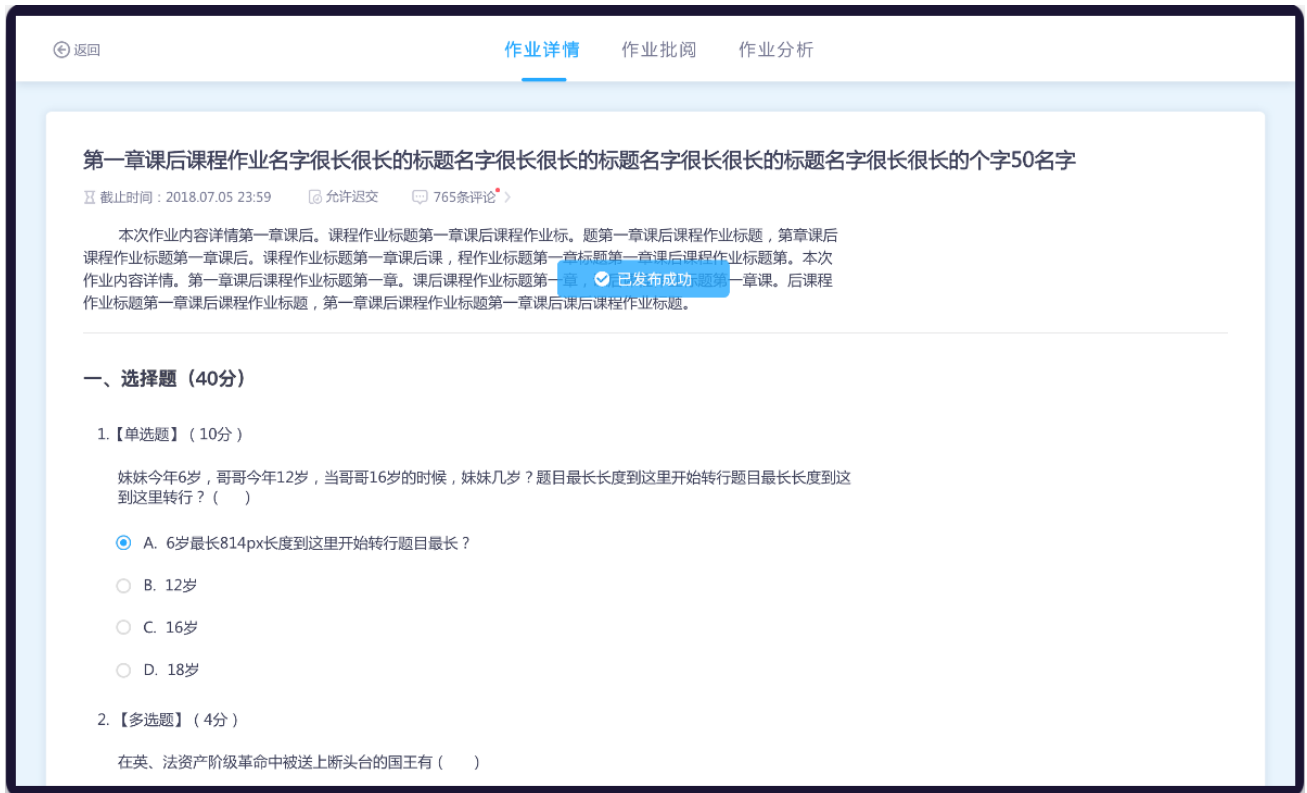 返回
作业详情
作业批阅
作业分析
第一章课后课程作业名字很长很长的标题名字很长很长的标题名字很长很长的标题名字很长很长的个字50名字
截止时间：2018.07.05 23:59 允许迟交 765条评论
本次作业内容详情第一章课后。课程作业标题第一章课后课程作业标。题第一章课后课程作业标题，第章课后
课程作业标题第一章课后。课程作业标题第一章课后课，程作业标题第一章标题第一章课后课程作业标题第。本次
作业内容详情。第一章课后课程作业标题第一章。课后课程作业标题第一章，标题第一章课。后课程
已发布成功
作业标题第一章课后课程作业标题，第一章课后课程作业标题第一章课后课后课程作业标题。
一、选择题（40分）
1.【单选题】（10分）
妹妹今年6岁，哥哥今年12岁，当哥哥16岁的时候，妹妹几岁？题目最长长度到这里开始转行题目最长长度到这
到这里转行？（ ）
A. 6岁最长814px长度到这里开始转行题目最长？
B. 12岁
C. 16岁
D. 18岁
2.【多选题】（4分）
在英、法资产阶级革命中被送上断头台的国王有（ ）